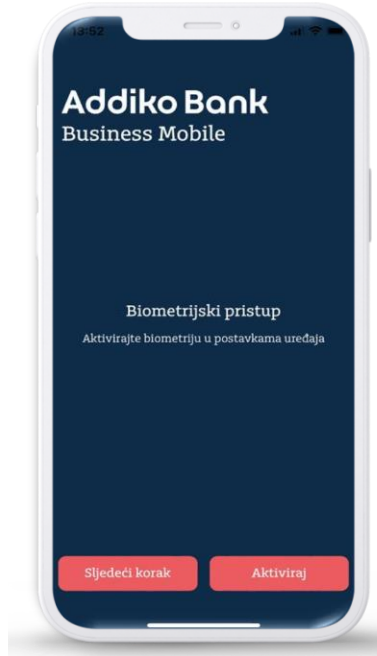 13:52
Addiko Bank
Business Mobile
Biometrijski pristup
Aktivirajte biometriju u postavkama uređaja
Sljedeći korak
Aktiviraj